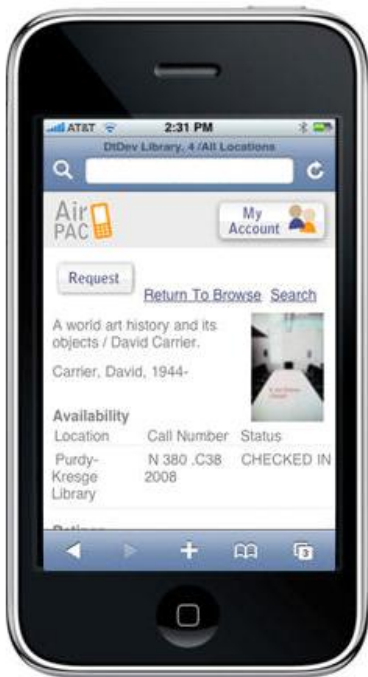 AT&T 2:31 PM
DtDev Library, 4 /All Locations
Air
PAC
My
Account
Request
Return To Browse Search
A world art history and its
objects / David Carrier.
Carrier, David, 1944-
Availability
Location Call Number Status
Purdy- N 380 .C38 CHECKED IN
Kresge 2008
Library
Ratings
3